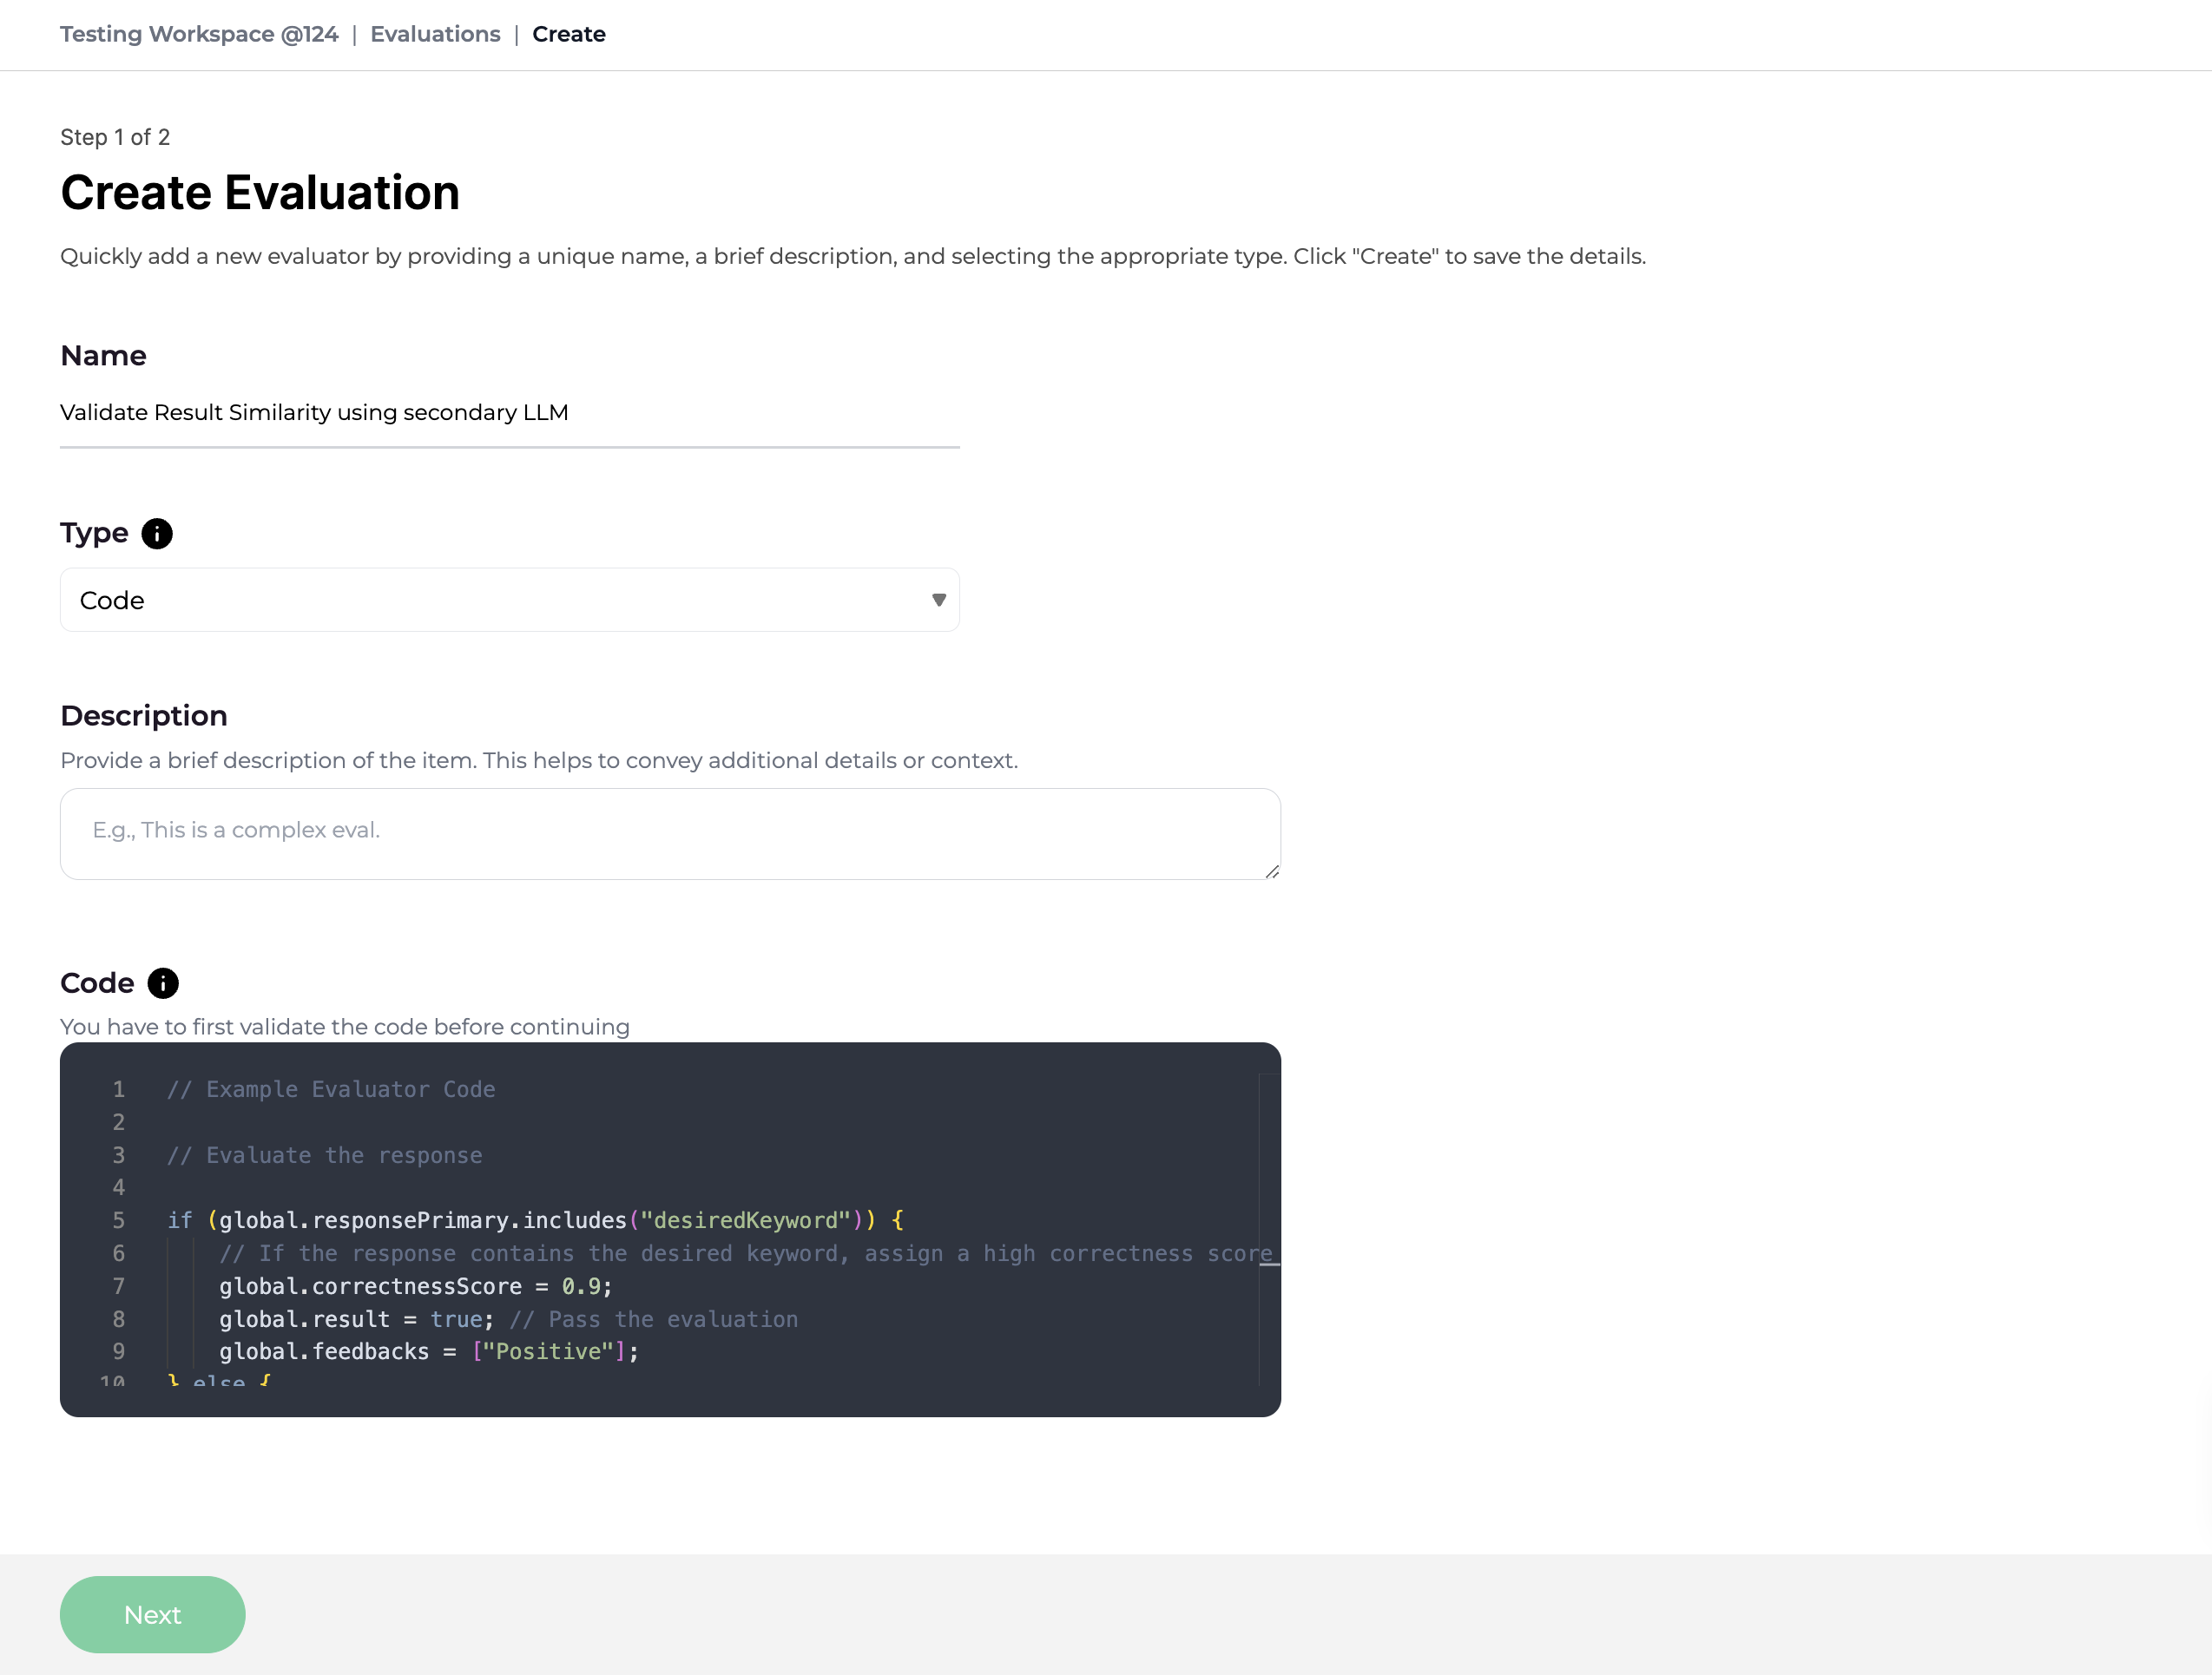 Testing Workspace @124 | Evaluations | Create
Step 1 of 2
Create Evaluation
Quickly add a new evaluator by providing a unique name, a brief description, and selecting the appropriate type. Click "Create" to save the details.
Name
Validate Result Similarity using secondary LLM
Type
Code
Description
Provide a brief description of the item. This helps to convey additional details or context.
E.g., This is a complex eval.
Code
You have to first validate the code before continuing
1 // Example Evaluator Code
2
3 // Evaluate the response
4
5 if (global.responsePrimary.includes("desiredKeyword")) {
6 // If the response contains the desired keyword, assign a high correctness score
7 global.correctnessScore = 0.9;
8 global.result = true; // Pass the evaluation
9 global.feedbacks = ["Positive"];
10 } else {
Next